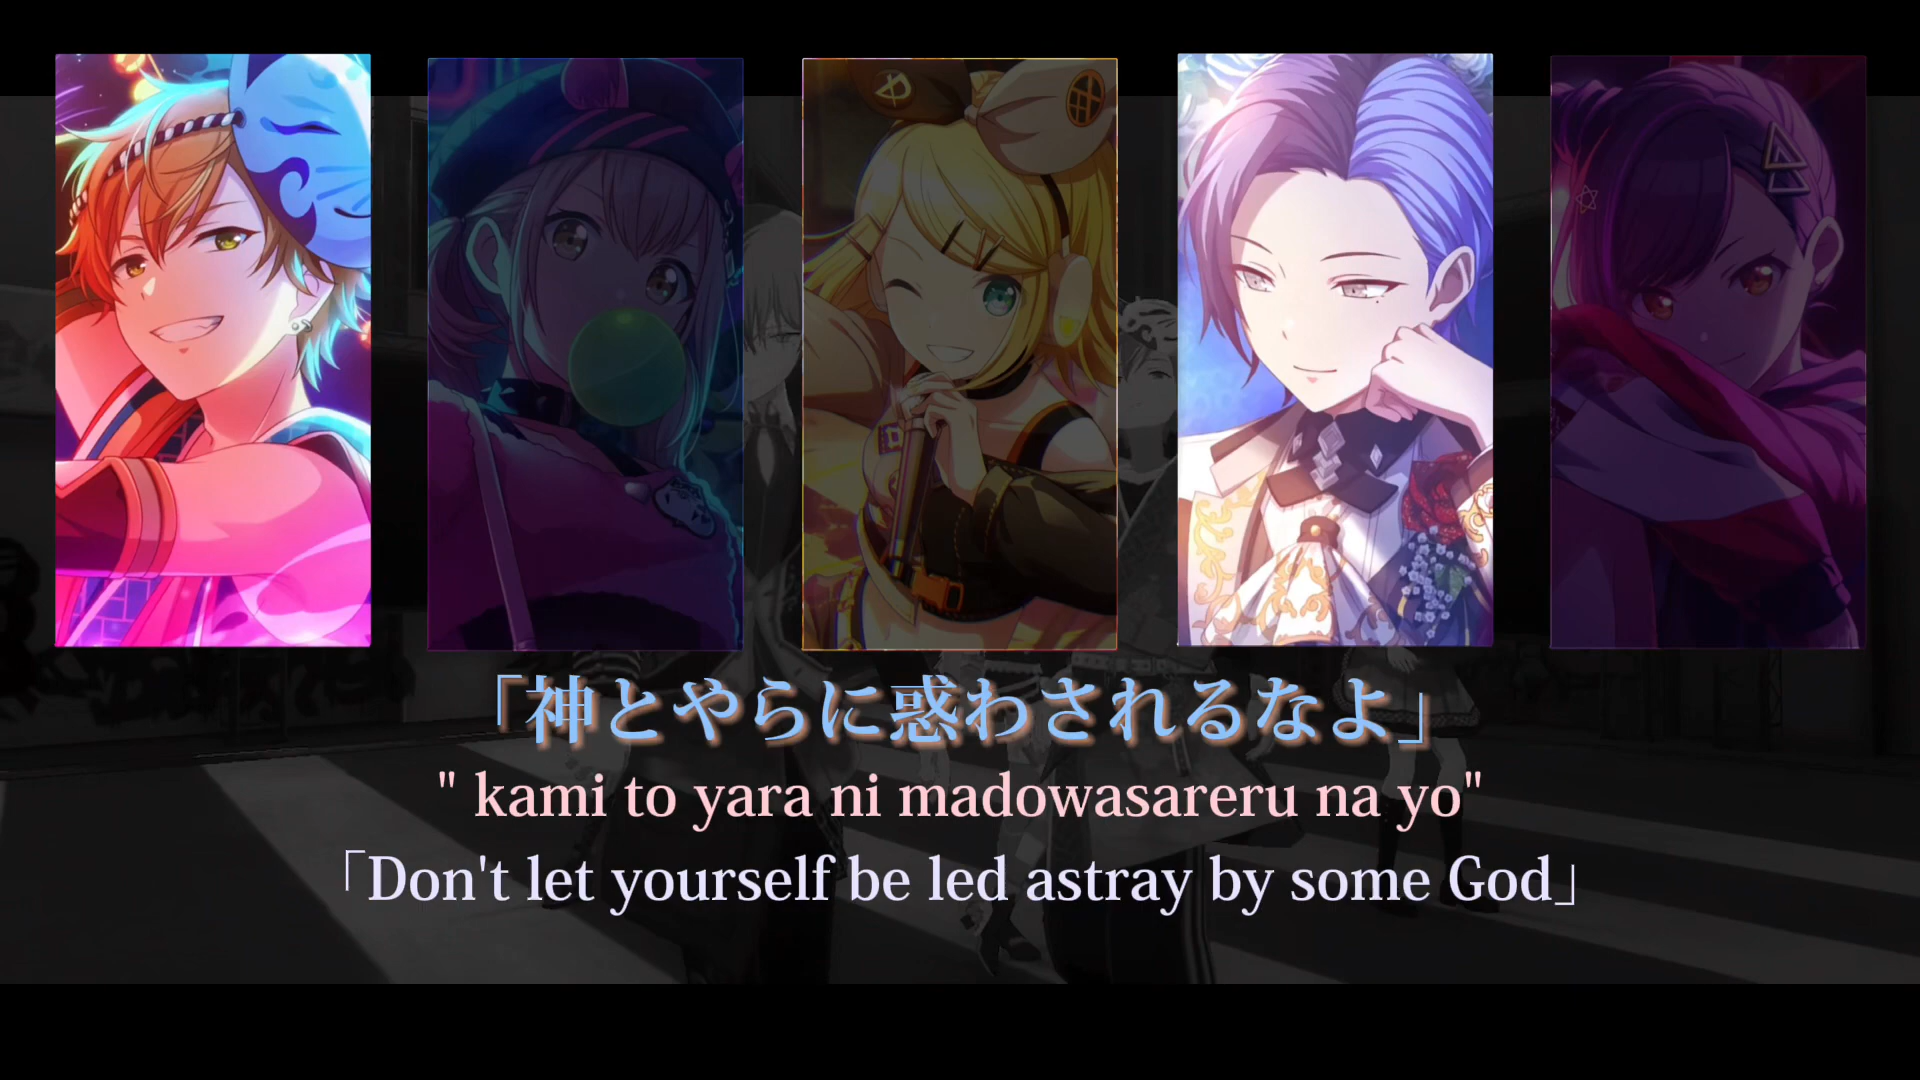 「神とやらに惑わされるなよ」
" kami to yara ni madowasareru na yo"
「Don't let yourself be led astray by some God」